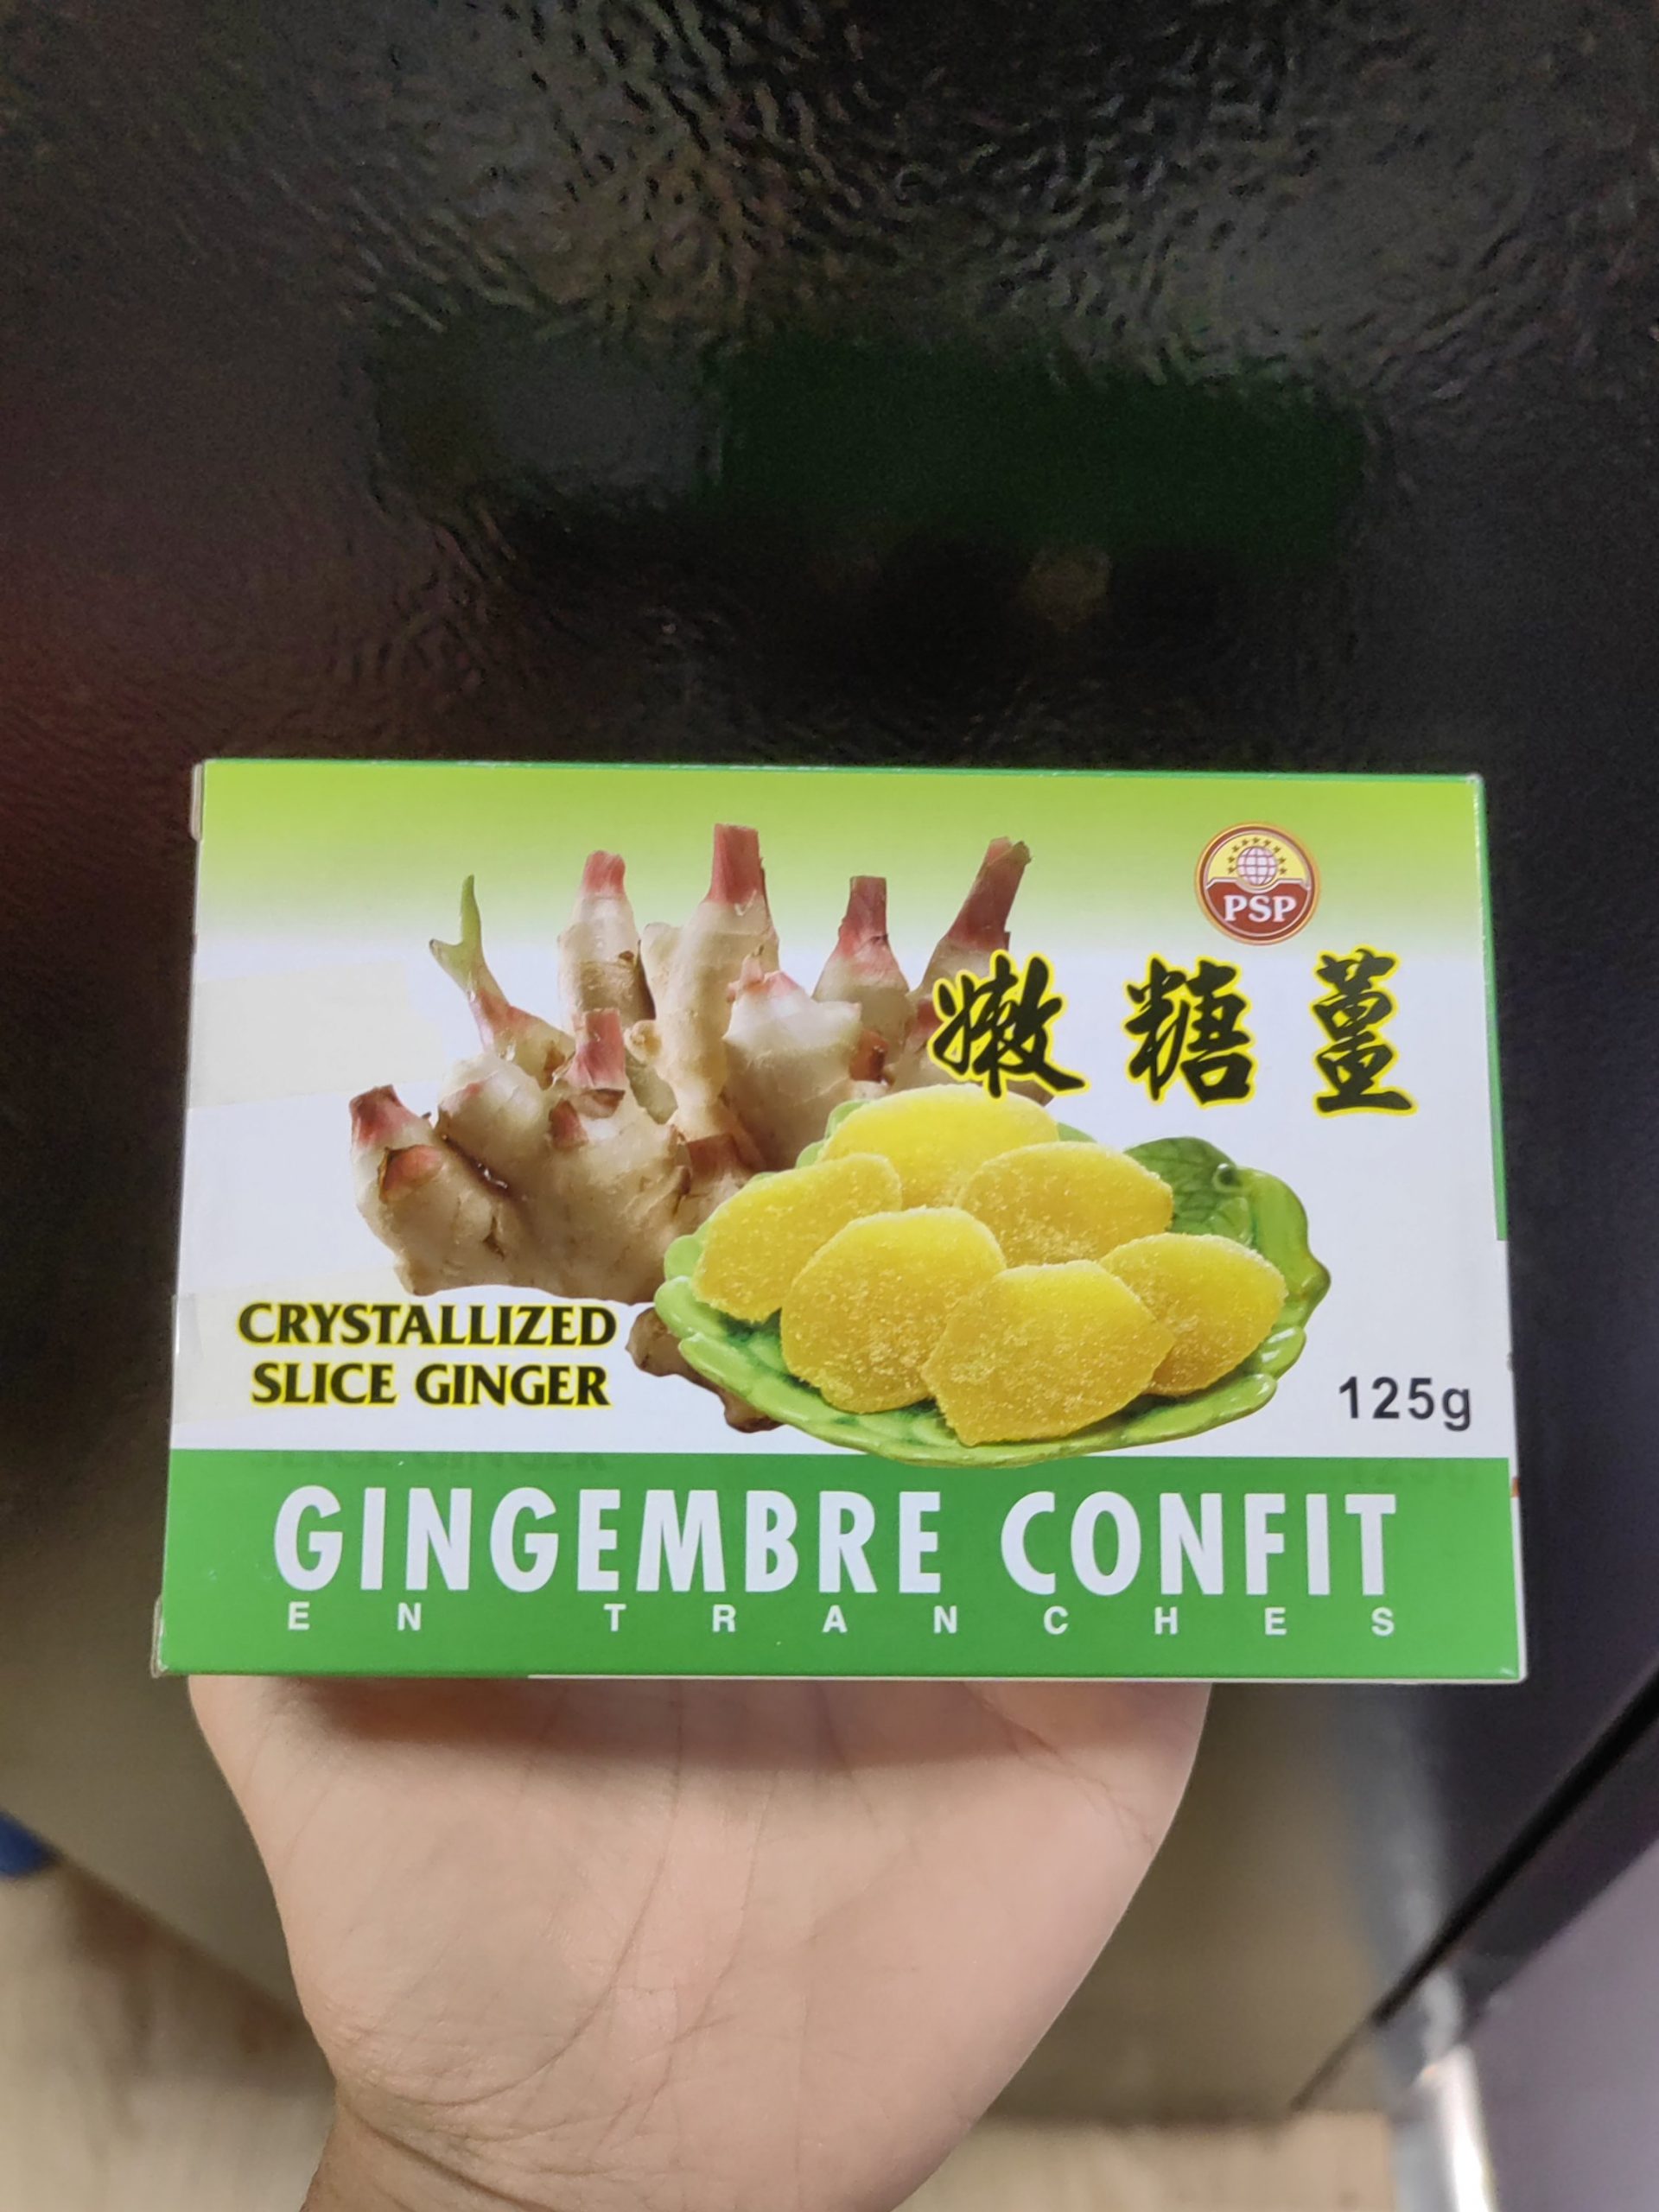 PSP
嫩糖薑
CRYSTALLIZED
SLICE GINGER
125g
GINGEMBRE CONFIT
EN TRANCHES